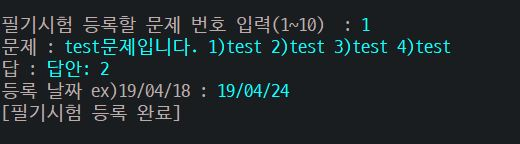 필기시험 등록할 문제 번호 입력(1~10)  : 1
문제 : test문제입니다. 1)test 2)test 3)test 4)test
답 : 답안: 2
등록 날짜 ex)19/04/18 : 19/04/24
[필기시험 등록 완료]